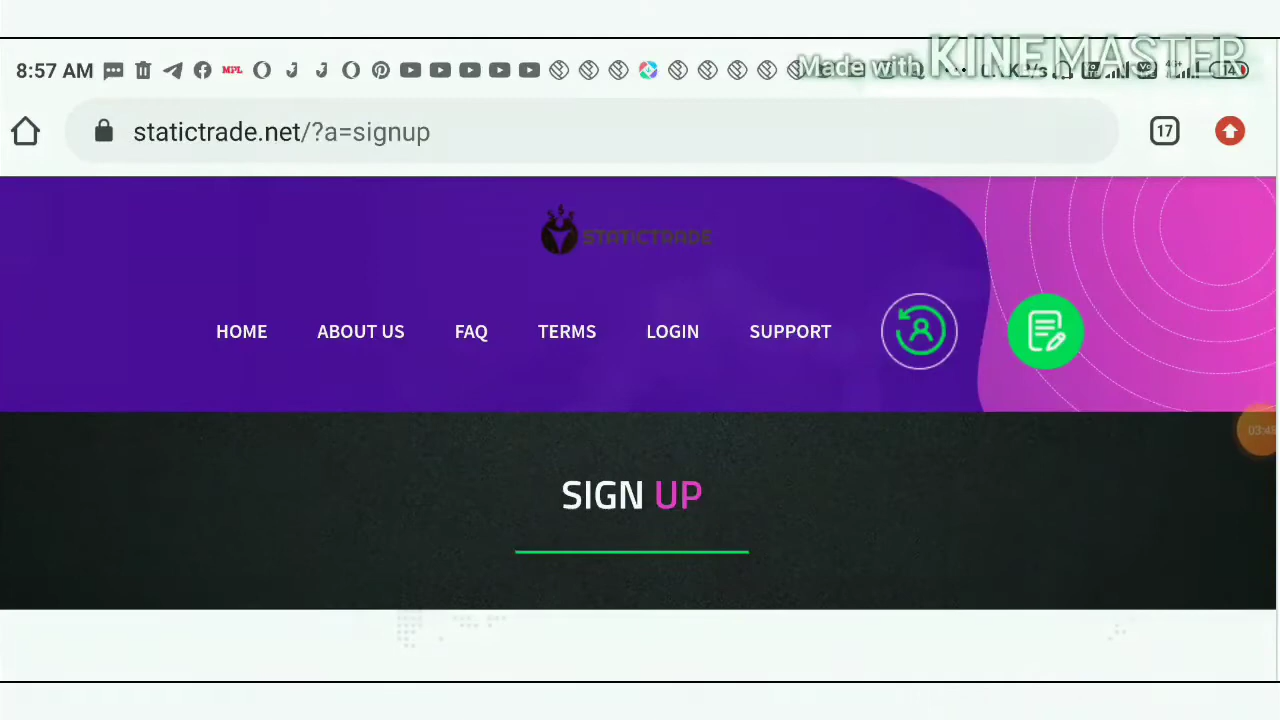 Made with KINEMASTER
8:57 AM
MPL
statictrade.net/?a=signup
17
STATICTRADE
HOME
ABOUT US
FAQ
TERMS
LOGIN
SUPPORT
SIGN UP